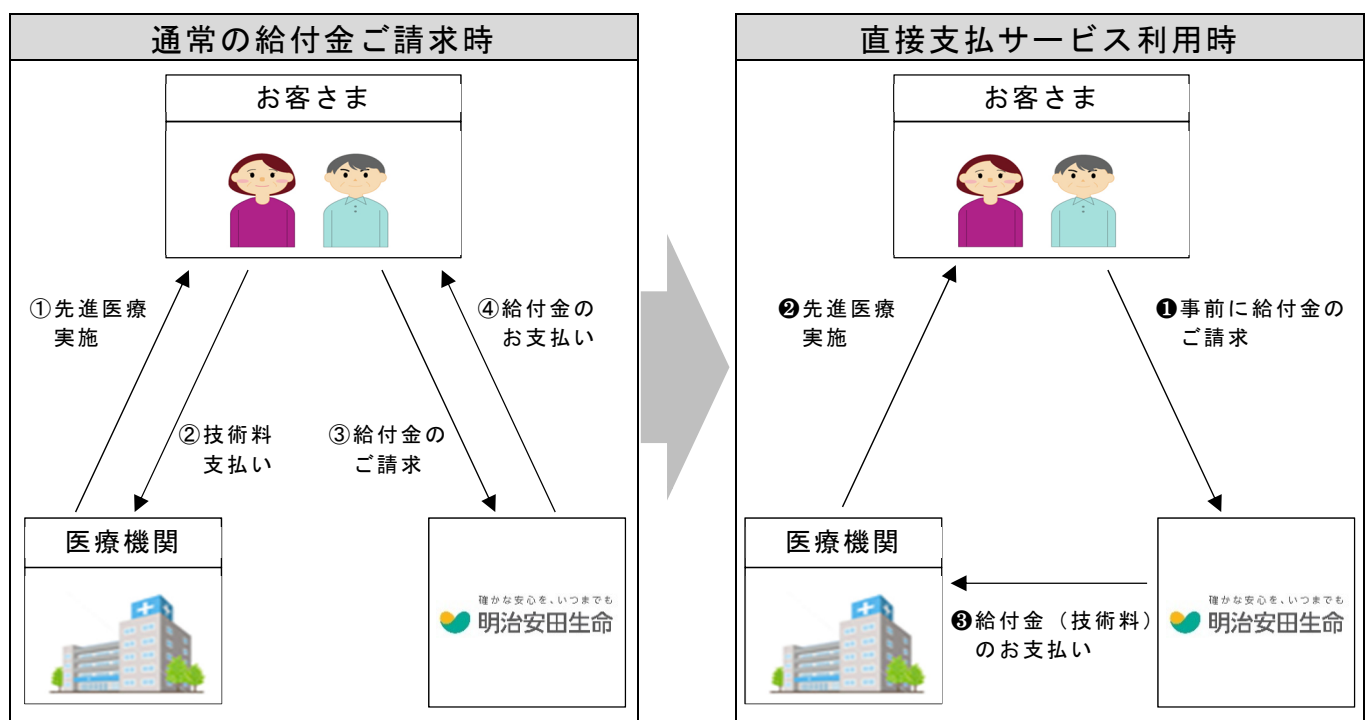 通常の給付金ご請求時
お客さま
①先進医療
実施
④給付金の
お支払い
②技術料
支払い
③給付金の
ご請求
医療機関
確かな安心を、いつまでも
明治安田生命
直接支払サービス利用時
お客さま
❷先進医療
実施
❶事前に給付金の
ご請求
医療機関
❸給付金（技術料）
のお支払い
確かな安心を、いつまでも
明治安田生命